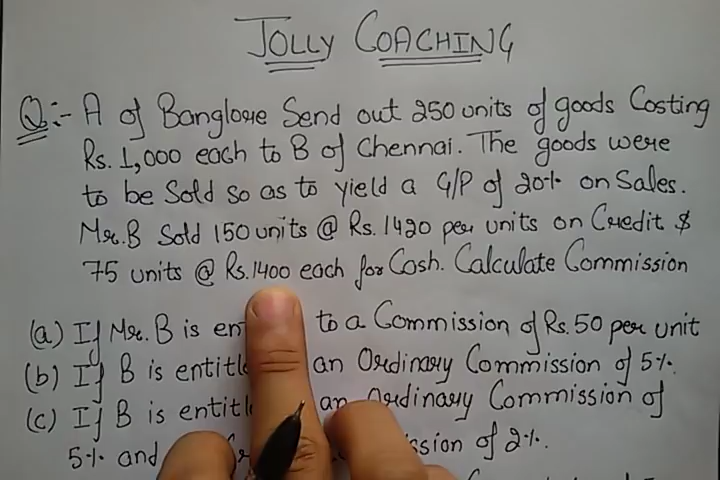 JOLLY COACHING
Q:- A of Banglore Send out 250 units of goods Costing
Rs. 1,000 each to B of Chennai. The goods were
to be Sold so as to yield a G/P of 20% on Sales.
Mr. B Sold 150 units @ Rs. 1420 per units on Credit &
75 units @ Rs. 1400 each for Cash. Calculate Commission
(a) If Mr. B is to a Commission of Rs. 50 per unit
(b) If B is an Ordinary Commission of 5%.
(c) If B is an Ordinary Commission of
5% and of 2%.